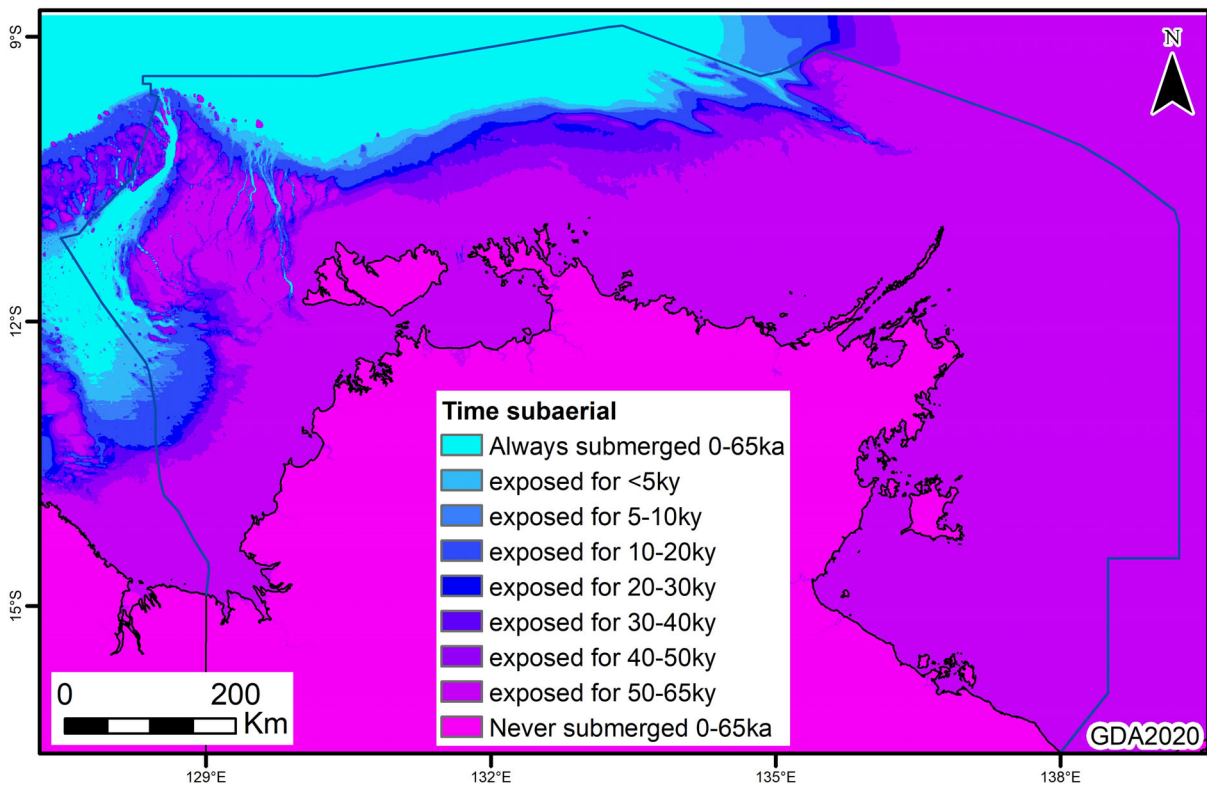 9°S
N
12°S
Time subaerial
Always submerged 0-65ka
exposed for <5ky
exposed for 5-10ky
exposed for 10-20ky
exposed for 20-30ky
exposed for 30-40ky
exposed for 40-50ky
exposed for 50-65ky
Never submerged 0-65ka
15°S
0 200
Km
GDA2020
129°E 132°E 135°E 138°E